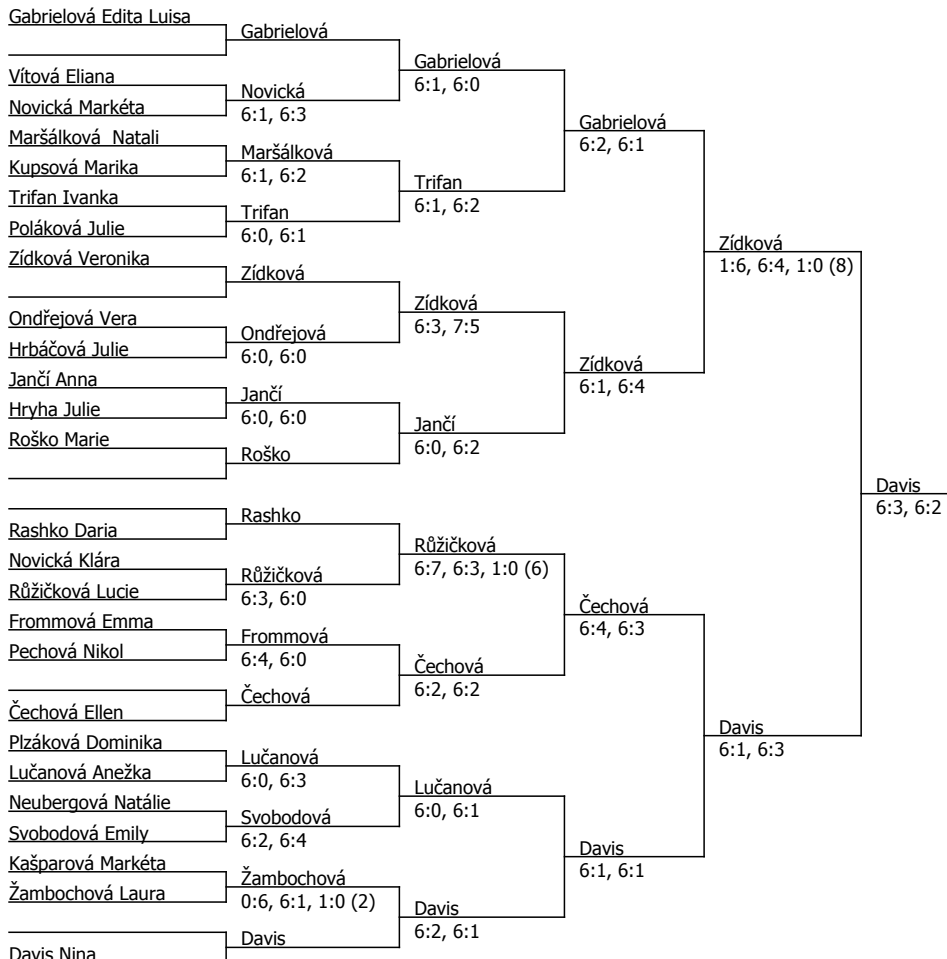 Gabrielová Edita Luisa
Vítová Eliana
Novická Markéta
Maršálková  Natali
Kupsová Marika
Trifan Ivanka
Poláková Julie
Zídková Veronika
Ondřejová Vera
Hrbáčová Julie
Jančí Anna
Hryha Julie
Roško Marie
Rashko Daria
Novická Klára
Růžičková Lucie
Frommová Emma
Pechová Nikol
Čechová Ellen
Plzáková Dominika
Lučanová Anežka
Neubergová Natálie
Svobodová Emily
Kašparová Markéta
Žambochová Laura
Davis Nina
Gabrielová
Novická
6:1, 6:3
Maršálková
6:1, 6:2
Trifan
6:0, 6:1
Zídková
Ondřejová
6:0, 6:0
Jančí
6:0, 6:0
Roško
Rashko
Růžičková
6:3, 6:0
Frommová
6:4, 6:0
Čechová
Lučanová
6:0, 6:3
Svobodová
6:2, 6:4
Žambochová
0:6, 6:1, 1:0 (2)
Davis
Gabrielová
6:1, 6:0
Trifan
6:1, 6:2
Zídková
6:3, 7:5
Jančí
6:0, 6:2
Růžičková
6:7, 6:3, 1:0 (6)
Čechová
6:2, 6:2
Lučanová
6:0, 6:1
Davis
6:2, 6:1
Gabrielová
6:2, 6:1
Zídková
6:1, 6:4
Čechová
6:4, 6:3
Davis
6:1, 6:1
Zídková
1:6, 6:4, 1:0 (8)
Davis
6:1, 6:3
Davis
6:3, 6:2